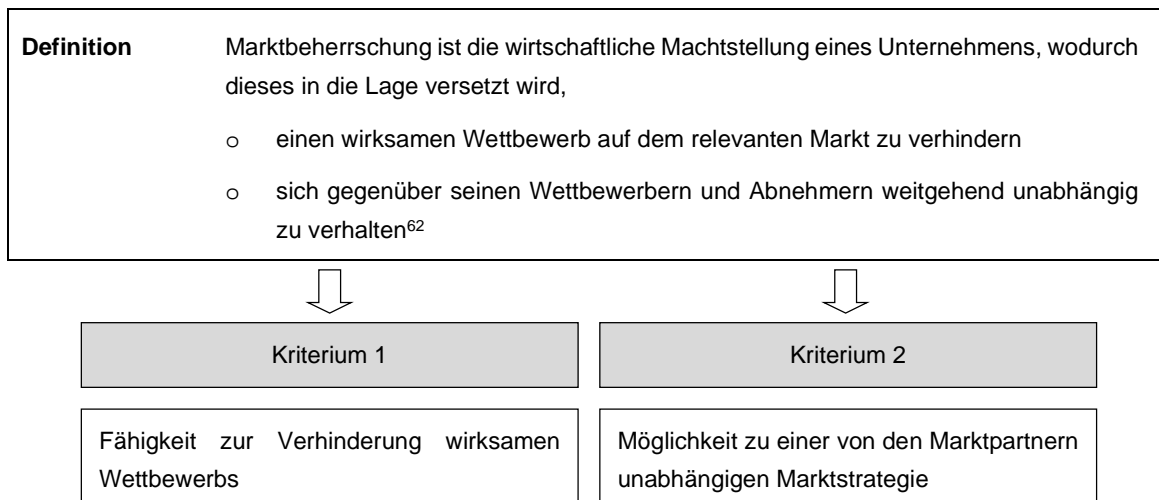 Definition Marktbeherrschung ist die wirtschaftliche Machtstellung eines Unternehmens, wodurch
dieses in die Lage versetzt wird,
o einen wirksamen Wettbewerb auf dem relevanten Markt zu verhindern
o sich gegenüber seinen Wettbewerbern und Abnehmern weitgehend unabhängig
zu verhalten62
Kriterium 1
Kriterium 2
Fähigkeit zur Verhinderung wirksamen
Wettbewerbs
Möglichkeit zu einer von den Marktpartnern
unabhängigen Marktstrategie